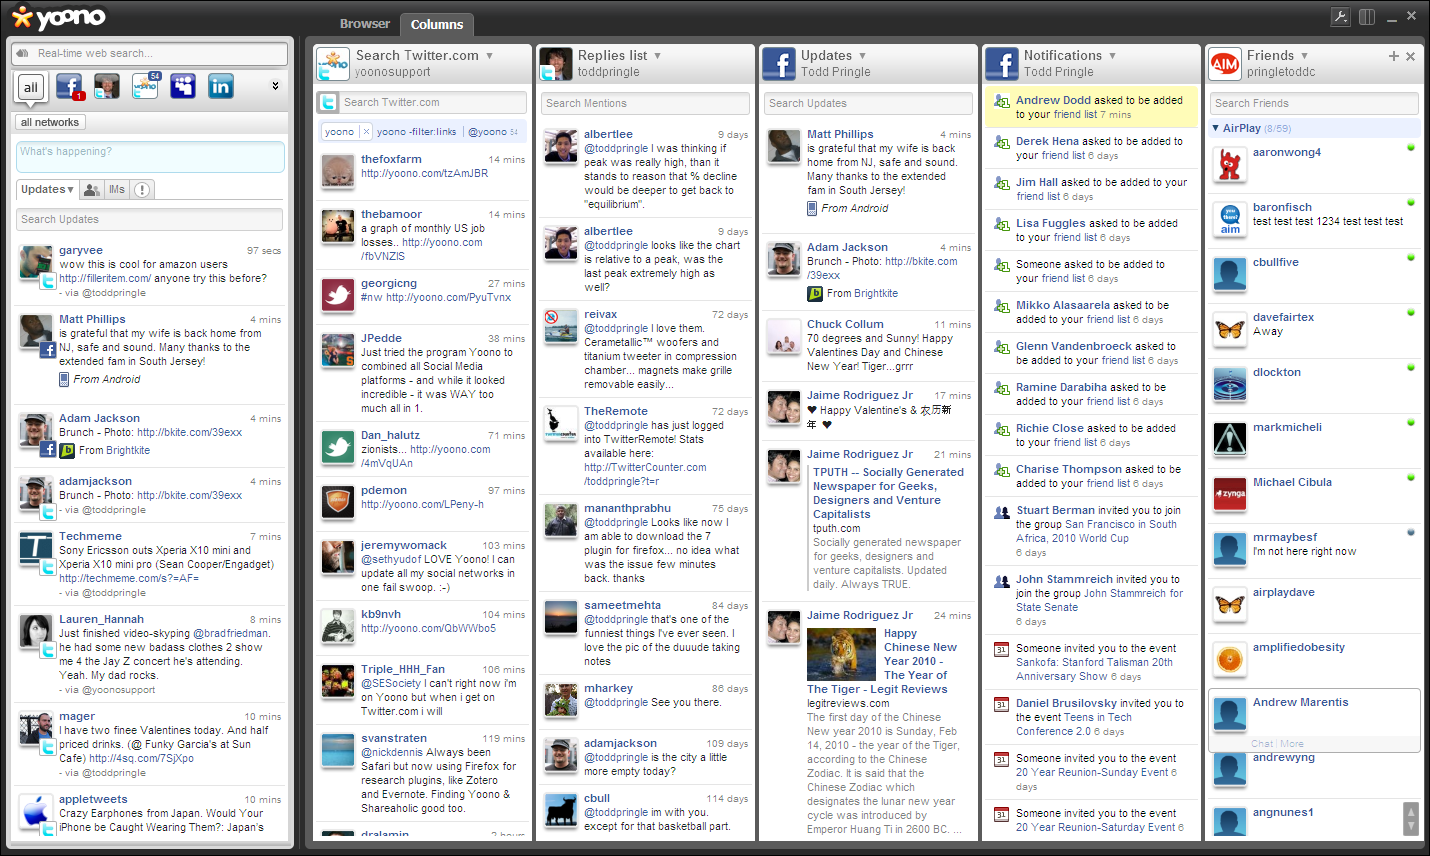 yoono
Browser
Columns
Real-time web search...
all
1
54
in
all networks
What's happening?
Updates ▾
IMs
Search Updates
garyvee 97 secs
wow this is cool for amazon users
http://filleritem.com/ anyone try this before?
- via @toddpringle
Matt Phillips 4 mins
is grateful that my wife is back home from
NJ, safe and sound. Many thanks to the
extended fam in South Jersey!
From Android
Adam Jackson 4 mins
Brunch - Photo: http://bkite.com/39exx
From Brightkite
adamjackson 4 mins
Brunch - Photo: http://bkite.com/39exx
- via @toddpringle
Techmeme 7 mins
Sony Ericsson outs Xperia X10 mini and
Xperia X10 mini pro (Sean Cooper/Engadget)
http://techmeme.com/s?=AF=
- via @toddpringle
Lauren_Hannah 8 mins
Just finished video-skyping @bradfriedman.
he had some new badass clothes 2 show
me 4 the Jay Z concert he's attending.
Yeah. My dad rocks.
- via @yoonosupport
mager 10 mins
I have two finee Valentines today. And half
priced drinks. (@ Funky Garcia's at Sun
Cafe) http://4sq.com/7SjXpo
- via @toddpringle
appletweets 10 mins
Crazy Earphones from Japan. Would Your
iPhone be Caught Wearing Them?: Japan's
Search Twitter.com ▾
yoonosupport
Search Twitter.com
yoono × yoono -filter:links | @yoono 54
thefoxfarm 14 mins
http://yoono.com/tzAmJBR
thebamoor 14 mins
a graph of monthly US job
losses.. http://yoono.com
/fbVNZlS
georgicng 27 mins
#nw http://yoono.com/PyuTvnx
JPedde 38 mins
Just tried the program Yoono to
combined all Social Media
platforms - and while it looked
incredible - it was WAY too
much all in 1.
Dan_halutz 71 mins
zionists... http://yoono.com
/4mVqUAn
pdemon 97 mins
http://yoono.com/LPeny-h
jeremywomack 103 mins
@sethyudof LOVE Yoono! I can
update all my social networks in
one fail swoop. :-)
kb9nvh 104 mins
http://yoono.com/QbWWbo5
Triple_HHH_Fan 106 mins
@SESociety I can't right now i'm
on Yoono but when i get on
Twitter.com i will
svanstraten 119 mins
@nickdennis Always been
Safari but now using Firefox for
research plugins, like Zotero
and Evernote. Finding Yoono &
Shareaholic good too.
dralamin 2 hours
Replies list ▾
toddpringle
Search Mentions
albertlee 9 days
@toddpringle I was thinking if
peak was really high, than it
stands to reason that % decline
would be deeper to get back to
"equilibrium".
albertlee 9 days
@toddpringle looks like the chart
is relative to a peak, was the
last peak extremely high as
well?
reivax 72 days
@toddpringle I love them.
Cerametallic™ woofers and
titanium tweeter in compression
chamber... magnets make grille
removable easily...
TheRemote 72 days
@toddpringle has just logged
into TwitterRemote! Stats
available here:
http://TwitterCounter.com
/toddpringle?t=r
mananthprabhu 75 days
@toddpringle Looks like now I
am able to download the 7
plugin for firefox... no idea what
was the issue few minutes
back. thanks
sameetmehta 84 days
@toddpringle that's one of the
funniest things I've ever seen. I
love the pic of the duuude taking
notes
mharkey 86 days
@toddpringle See you there.
adamjackson 109 days
@toddpringle is the city a little
more empty today?
cbull 114 days
@toddpringle im with you.
except for that basketball part.
Updates ▾
Todd Pringle
Search Updates
Matt Phillips 4 mins
is grateful that my wife is back
home from NJ, safe and sound.
Many thanks to the extended
fam in South Jersey!
From Android
Adam Jackson 4 mins
Brunch - Photo: http://bkite.com
/39exx
From Brightkite
Chuck Collum 11 mins
70 degrees and Sunny! Happy
Valentines Day and Chinese
New Year! Tiger...grrr
Jaime Rodriguez Jr 17 mins
♥ Happy Valentine's & 农历新
年 ♥
Jaime Rodriguez Jr 21 mins
TPUTH -- Socially Generated
Newspaper for Geeks,
Designers and Venture
Capitalists
tputh.com
Socially generated newspaper
for geeks, designers and
venture capitalists. Updated
daily. Always TRUE.
Jaime Rodriguez Jr 24 mins
Happy
Chinese New
Year 2010 -
The Year of
The Tiger - Legit Reviews
legitreviews.com
The first day of the Chinese
New year 2010 is Sunday, Feb
14, 2010 - the year of the Tiger,
according to the Chinese
Zodiac. It is said that the
Chinese Zodiac which
designates the lunar new year
cycle was introduced by
Emperor Huang Ti in 2600 BC. ...
Notifications ▾
Todd Pringle
Andrew Dodd asked to be added
to your friend list 7 mins
Derek Hena asked to be added
to your friend list 6 days
Jim Hall asked to be added to your
friend list 6 days
Lisa Fuggles asked to be added
to your friend list 6 days
Someone asked to be added to
your friend list 6 days
Mikko Alasaarela asked to be
added to your friend list 6 days
Glenn Vandenbroeck asked to
be added to your friend list 6 days
Ramine Darabiha asked to be
added to your friend list 6 days
Richie Close asked to be added
to your friend list 6 days
Charise Thompson asked to be
added to your friend list 6 days
Stuart Berman invited you to join
the group San Francisco in South
Africa, 2010 World Cup
6 days
John Stammreich invited you to
join the group John Stammreich for
State Senate
6 days
31
Someone invited you to the event
Sankofa: Stanford Talisman 20th
Anniversary Show 6 days
31
Daniel Brusilovsky invited you to
the event Teens in Tech
Conference 2.0 6 days
31
Someone invited you to the event
20 Year Reunion-Sunday Event 6
days
31
Someone invited you to the event
20 Year Reunion-Saturday Event 6
AIM
Friends ▾
pringletoddc
Search Friends
▼ AirPlay (8/59)
aaronwong4
you there?
aim
baronfisch
test test test 1234 test test test
cbullfive
davefairtex
Away
dlockton
markmicheli
zynga
Michael Cibula
mrmaybesf
I'm not here right now
airplaydave
amplifiedobesity
Andrew Marentis
Chat | More
andrewyng
angnunes1